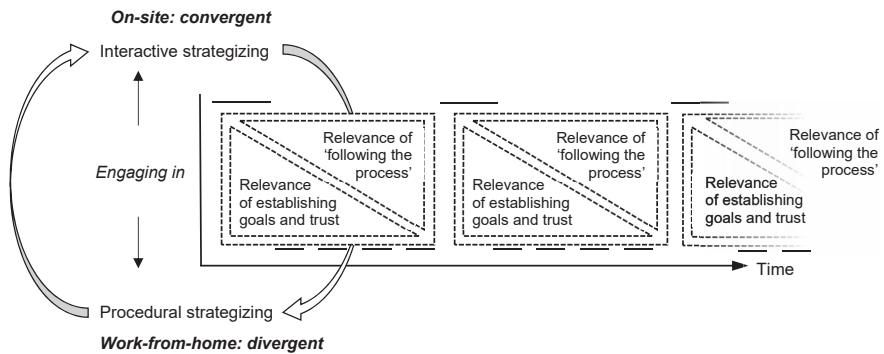 On-site: convergent
Interactive strategizing
Engaging in
Relevance of
‘following the
process’
Relevance
of establishing
goals and trust
Relevance of
‘following the
process’
Relevance
of establishing
goals and trust
Relevance of
‘following the
process’
Relevance
of establishing
goals and trust
Time
Procedural strategizing
Work-from-home: divergent